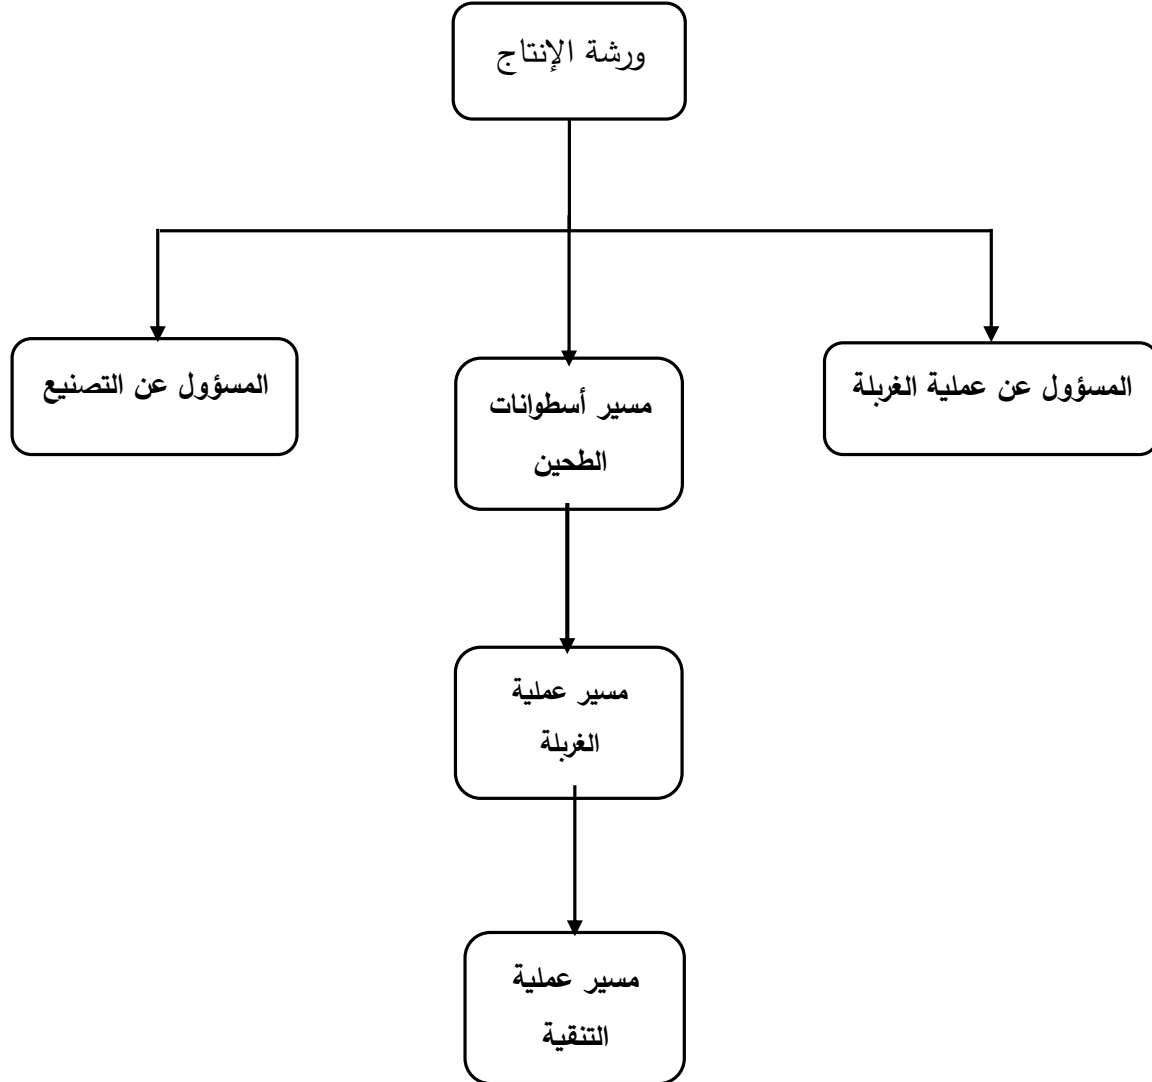 ورشة الإنتاج
المسؤول عن عملية الغربلة
مسير أسطوانات
الطحين
المسؤول عن التصنيع
مسير عملية
الغربلة
مسير عملية
التنقية